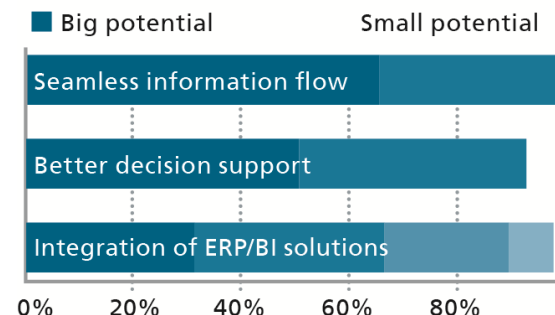 Big potential Small potential
Seamless information flow
Better decision support
Integration of ERP/BI solutions
0% 20% 40% 60% 80%